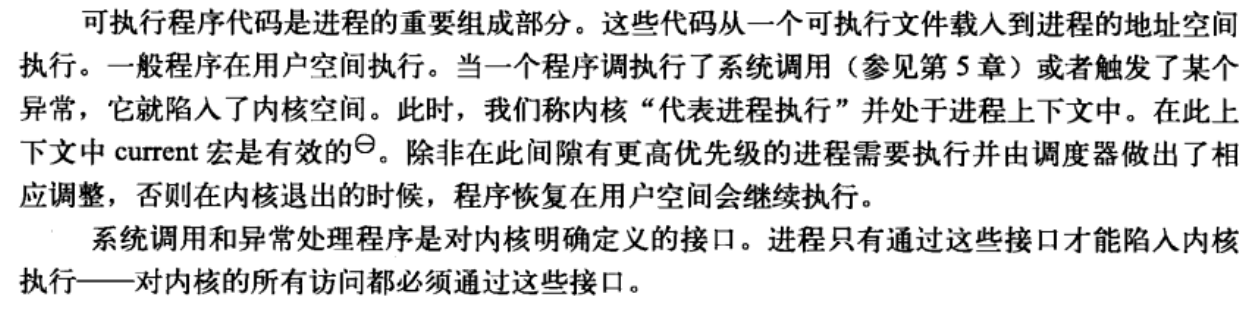 可执行程序代码是进程的重要组成部分。这些代码从一个可执行文件载入到进程的地址空间
执行。一般程序在用户空间执行。当一个程序调执行了系统调用（参见第 5 章）或者触发了某个
异常，它就陷入了内核空间。此时，我们称内核“代表进程执行”并处于进程上下文中。在此上
下文中 current 宏是有效的㊀。除非在此间隙有更高优先级的进程需要执行并由调度器做出了相
应调整，否则在内核退出的时候，程序恢复在用户空间会继续执行。
系统调用和异常处理程序是对内核明确定义的接口。进程只有通过这些接口才能陷入内核
执行——对内核的所有访问都必须通过这些接口。